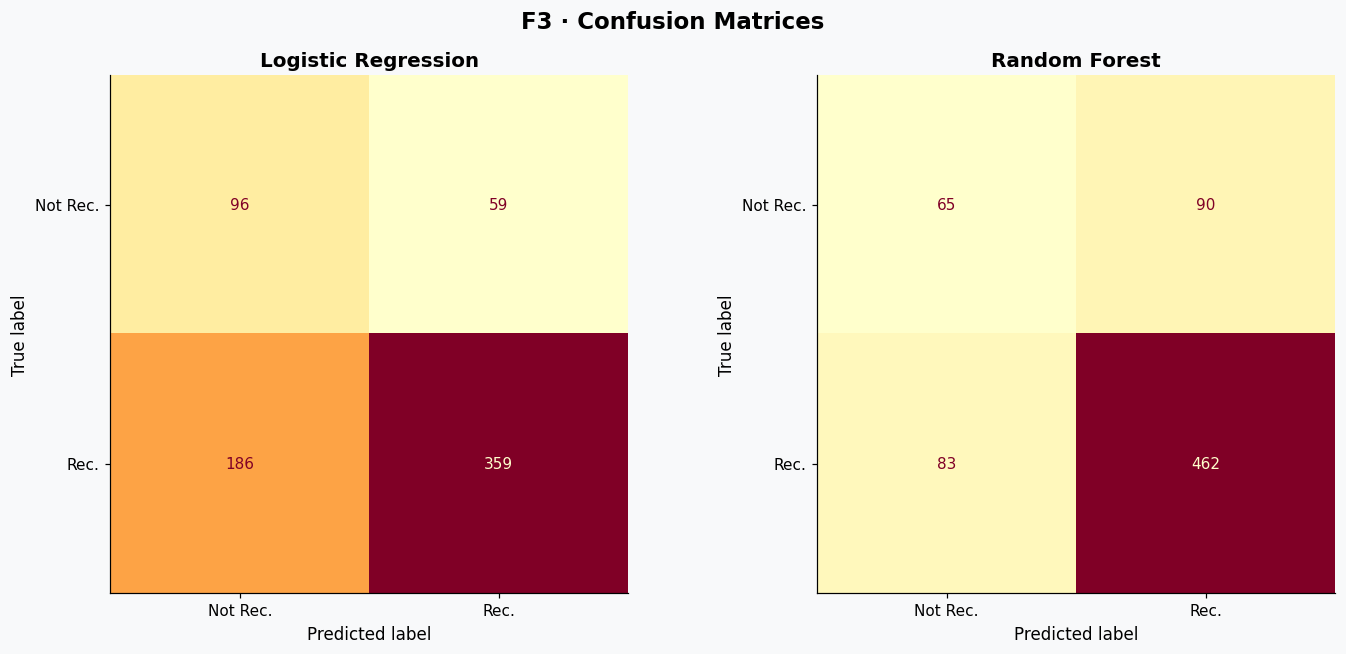 F3 · Confusion Matrices
Logistic Regression
True label
Not Rec.
96
59
Rec.
186
359
Not Rec.
Rec.
Predicted label
Random Forest
True label
Not Rec.
65
90
Rec.
83
462
Not Rec.
Rec.
Predicted label